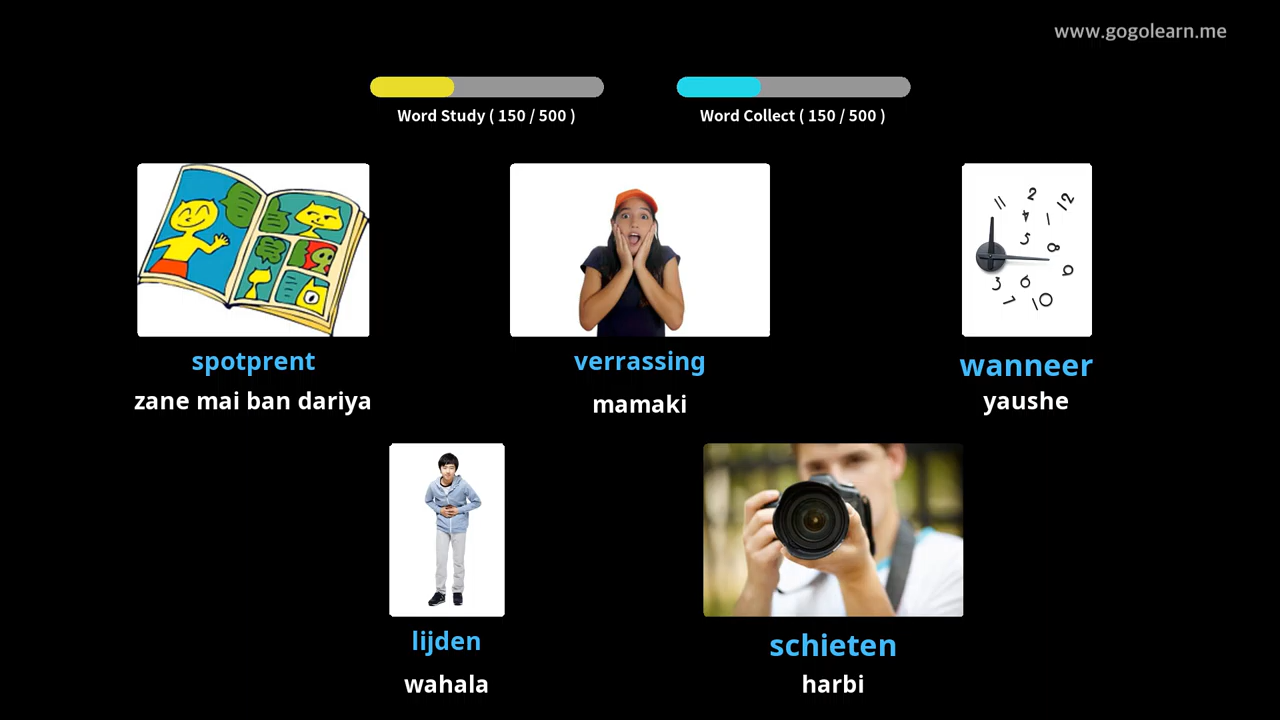 www.gogolearn.me
Word Study ( 150 / 500 )
Word Collect ( 150 / 500 )
spotprent
verrassing
wanneer
zane mai ban dariya
mamaki
yaushe
lijden
schieten
wahala
harbi